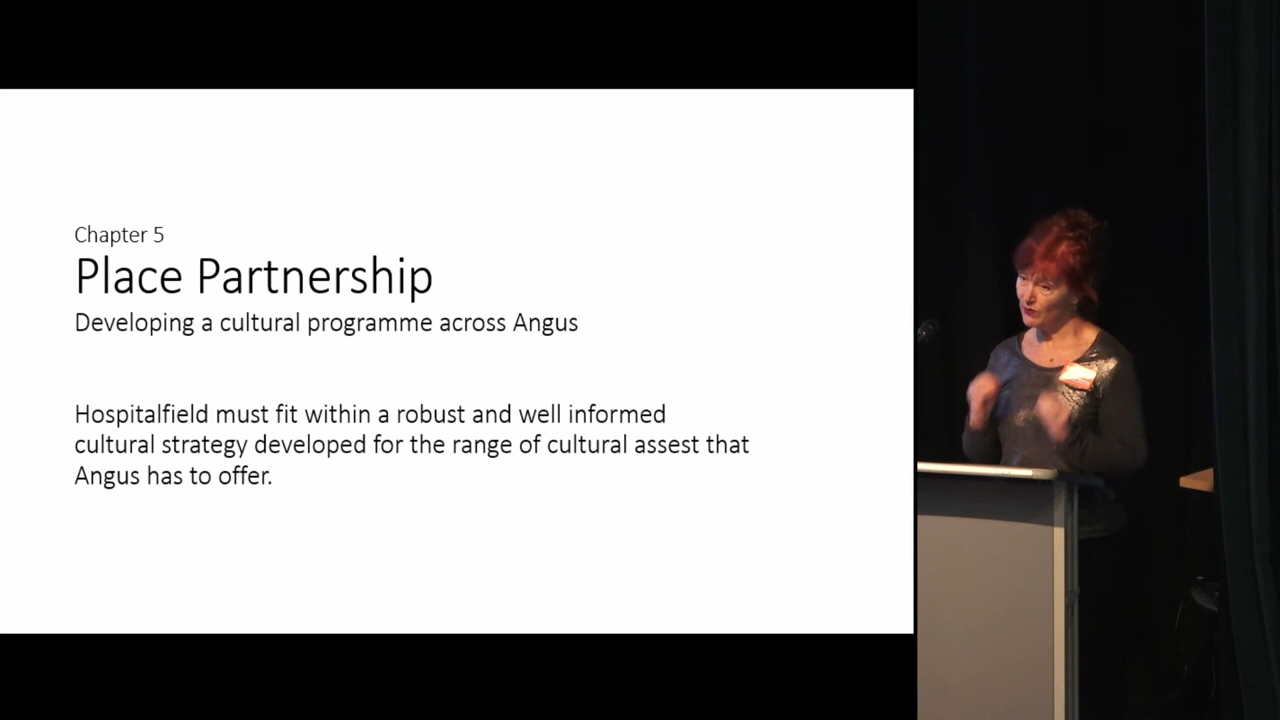 Chapter 5
Place Partnership
Developing a cultural programme across Angus
Hospitalfield must fit within a robust and well informed
cultural strategy developed for the range of cultural assest that
Angus has to offer.